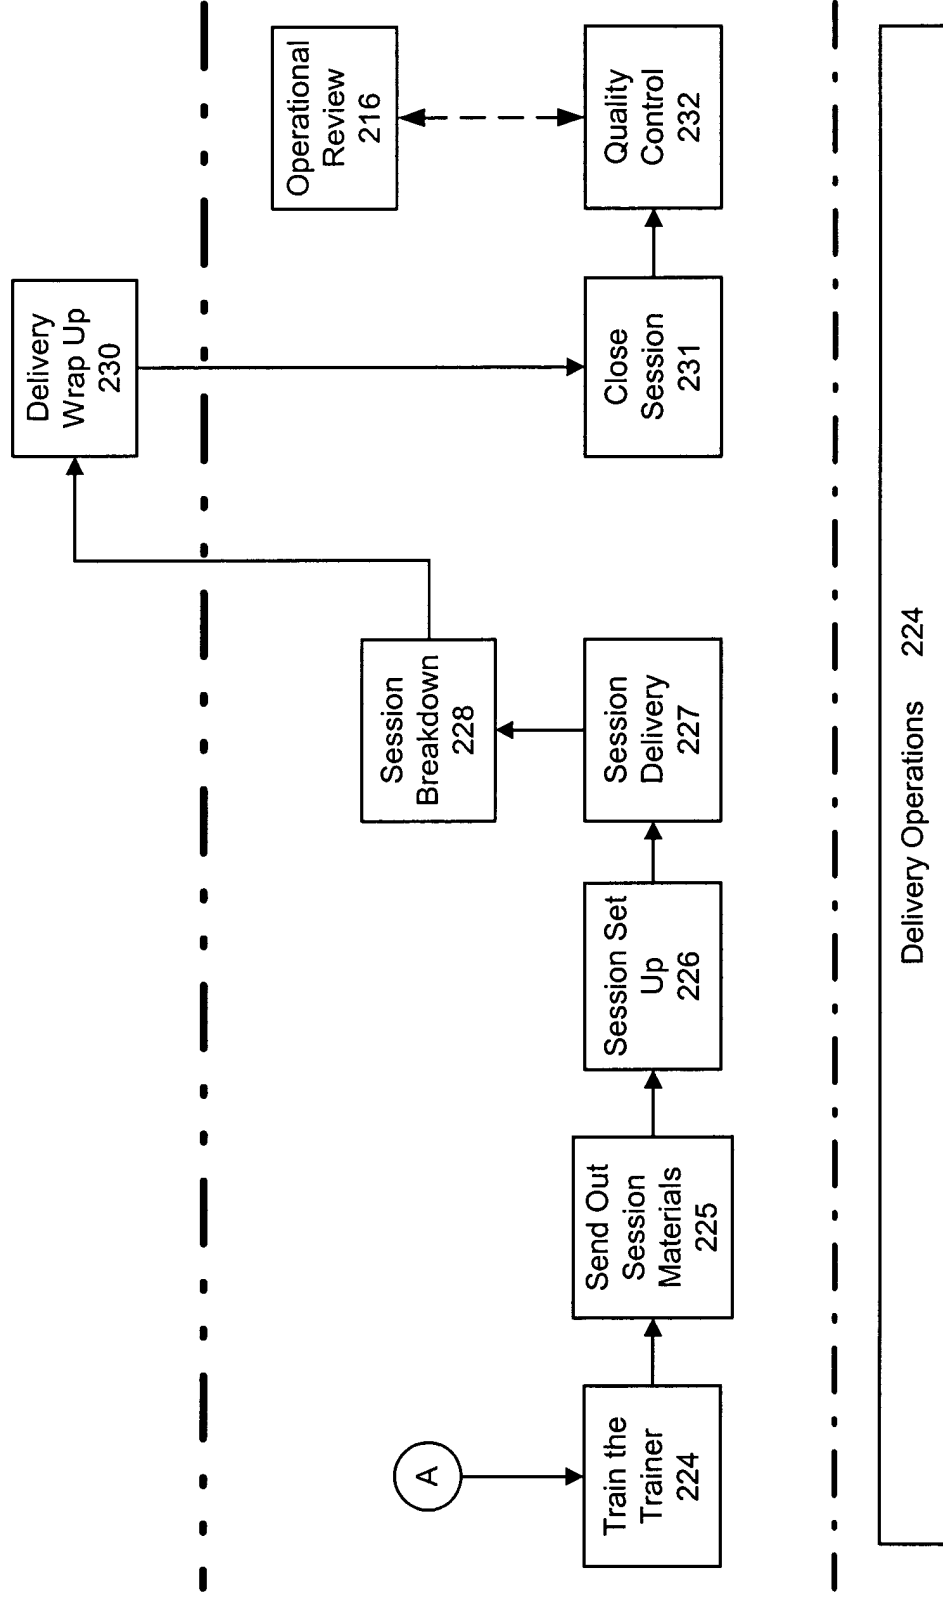 A
Train the
Trainer
224
Send Out
Session
Materials
225
Session Set
Up
226
Session
Delivery
227
Session
Breakdown
228
Delivery
Wrap Up
230
Close
Session
231
Quality
Control
232
Operational
Review
216
Delivery Operations 224